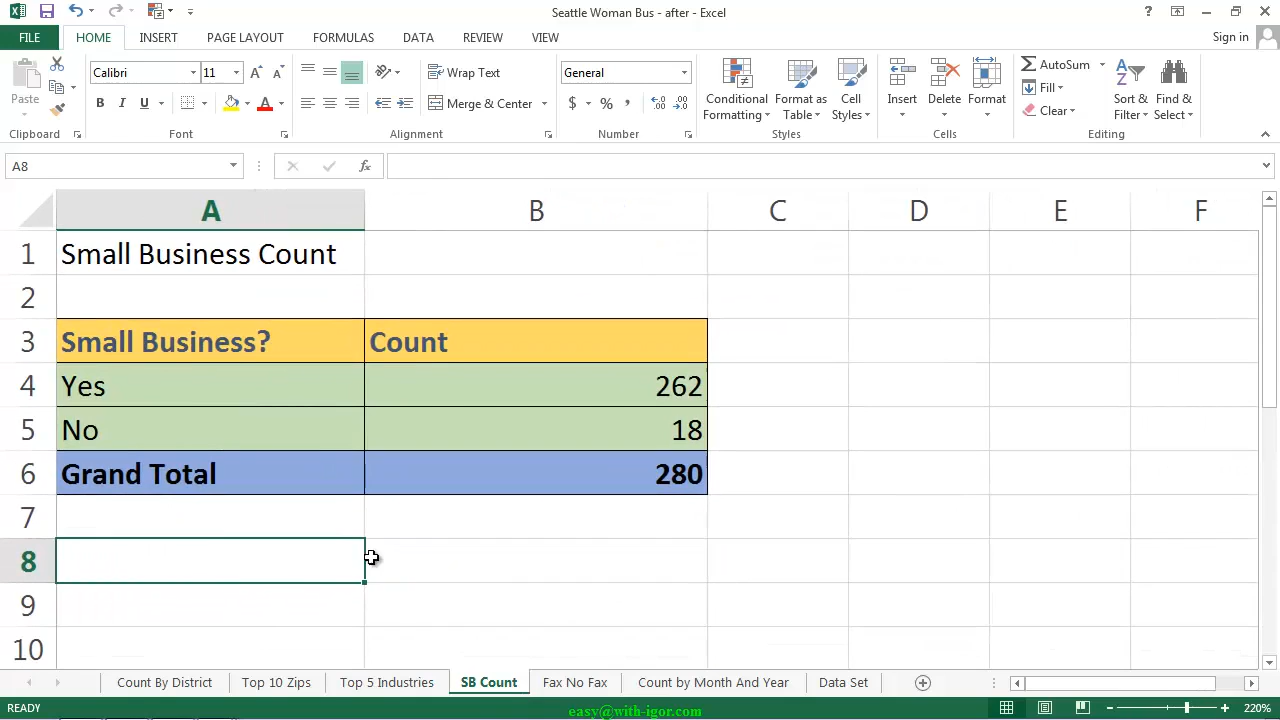 Seattle Woman Bus - after - Excel
FILE HOME INSERT PAGE LAYOUT FORMULAS DATA REVIEW VIEW Sign in
Paste
Calibri 11
B I U A
Wrap Text
Merge & Center
General
$ % ,
Conditional Formatting
Format as Table
Cell Styles
Insert Delete Format
AutoSum
Fill
Clear
Sort & Filter
Find & Select
Clipboard Font Alignment Number Styles Cells Editing
A8 fx
A B C D E F
1 Small Business Count
2
3 Small Business? Count
4 Yes 262
5 No 18
6 Grand Total 280
7
8
9
10
Count By District Top 10 Zips Top 5 Industries SB Count Fax No Fax Count by Month And Year Data Set
READY easy@with-igor.com 220%